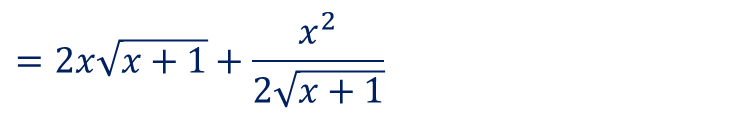 = 2x√(x + 1) + x²/(2√(x + 1))